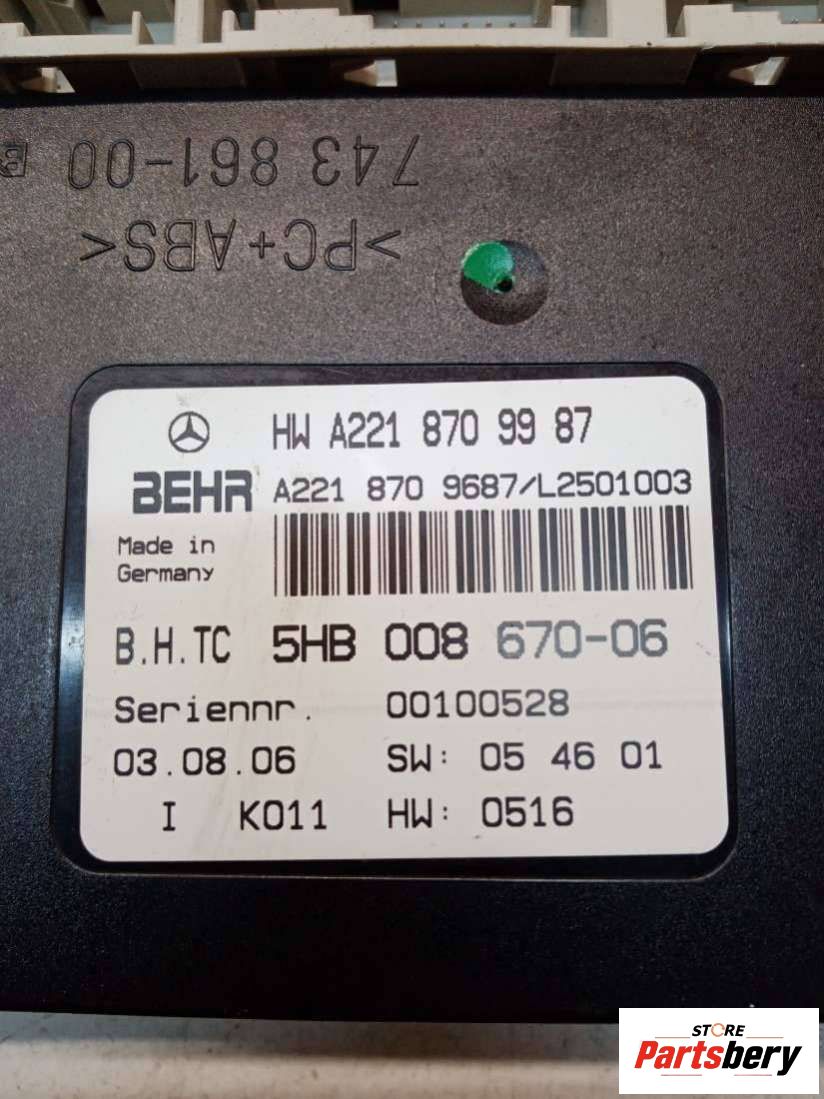 743 861-00 B
>PC+ABS<
HW A221 870 99 87
BEHR A221 870 9687/L2501003
Made in
Germany
B.H.TC 5HB 008 670-06
Seriennr. 00100528
03.08.06 SW: 05 46 01
I K011 HW: 0516
STORE
Partsbery